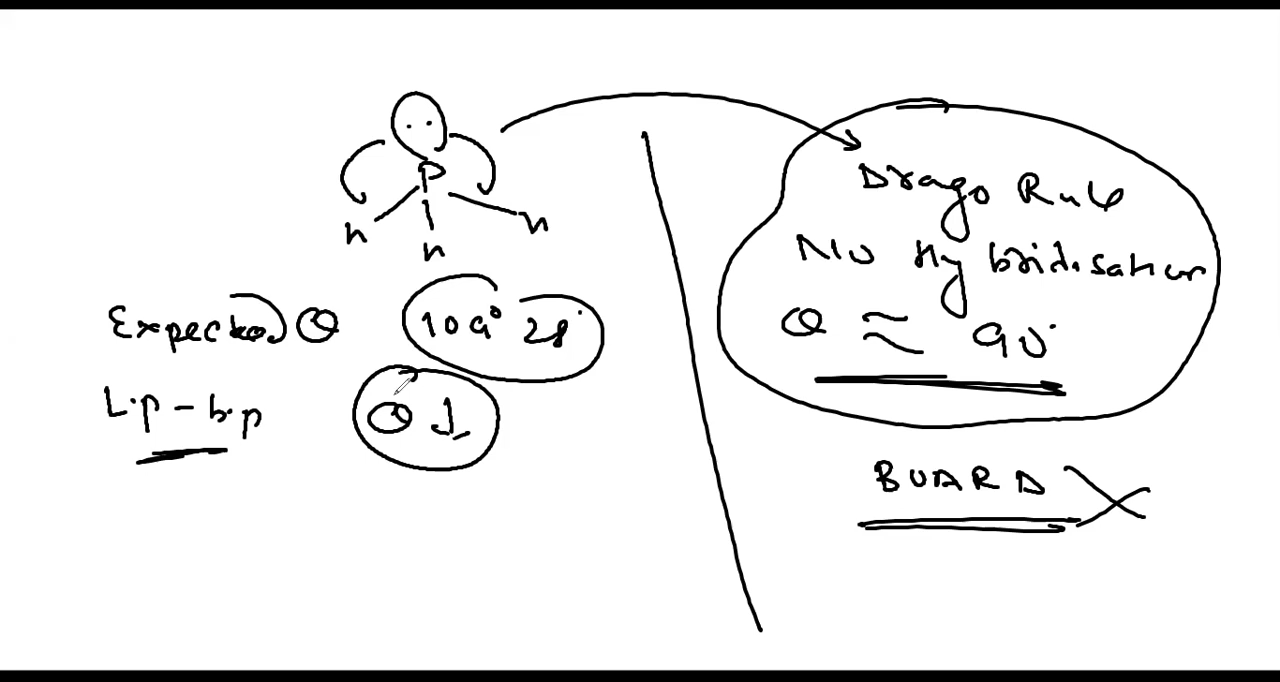 P
H H H
Expected θ 109° 28'
L.p - b.p θ ↓
Drago Rule
No Hybridisation
θ ≈ 90°
BOARD X